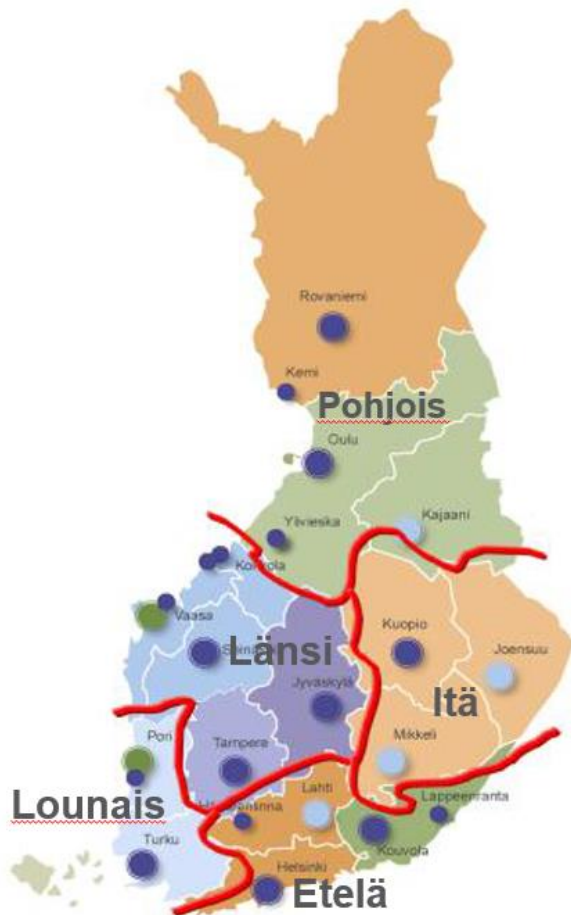 Rovaniemi
Kemi
Pohjois
Oulu
Ylivieska
Kajaani
Kokkola
Vaasa
Kuopio
Länsi
Joensuu
Jyväskylä
Itä
Pori
Tampere
Mikkeli
Lahti
Lounais
Lappeenranta
Turku
Kouvola
Helsinki
Etelä